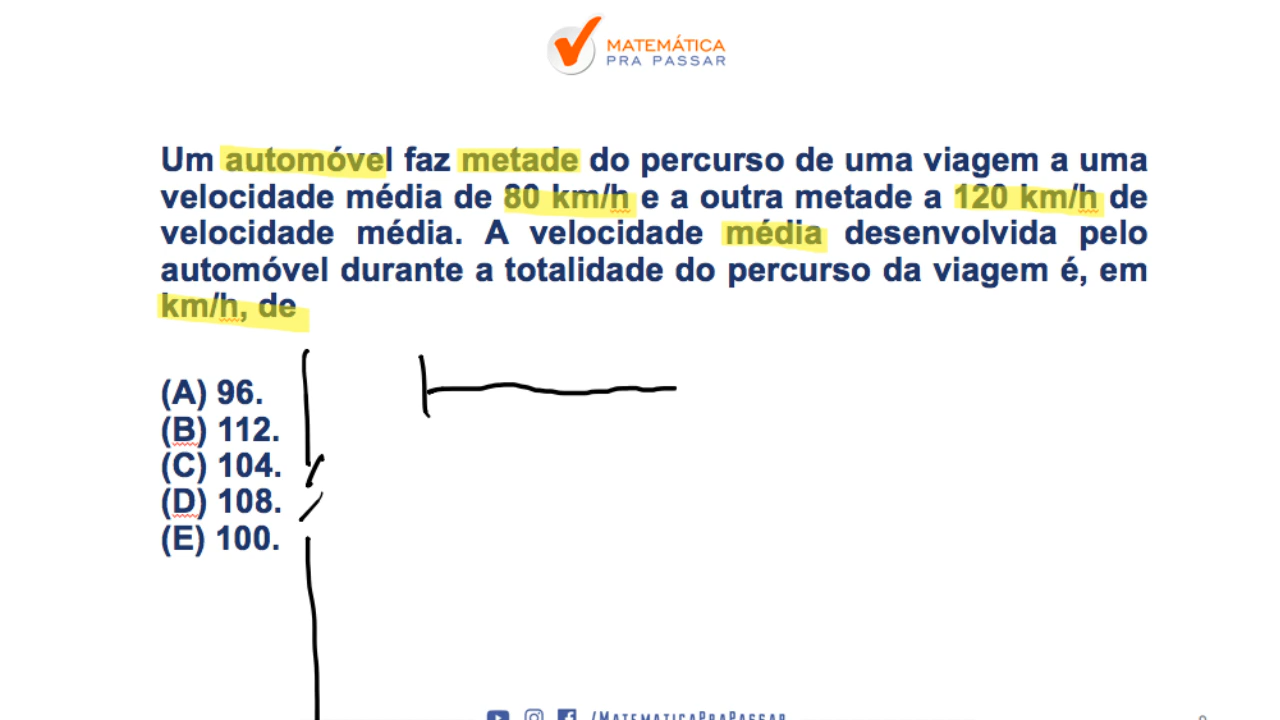 MATEMÁTICA
PRA PASSAR
Um automóvel faz metade do percurso de uma viagem a uma
velocidade média de 80 km/h e a outra metade a 120 km/h de
velocidade média. A velocidade média desenvolvida pelo
automóvel durante a totalidade do percurso da viagem é, em
km/h, de
(A) 96.
(B) 112.
(C) 104.
(D) 108.
(E) 100.
/MATEMATICAPRAPASSAR